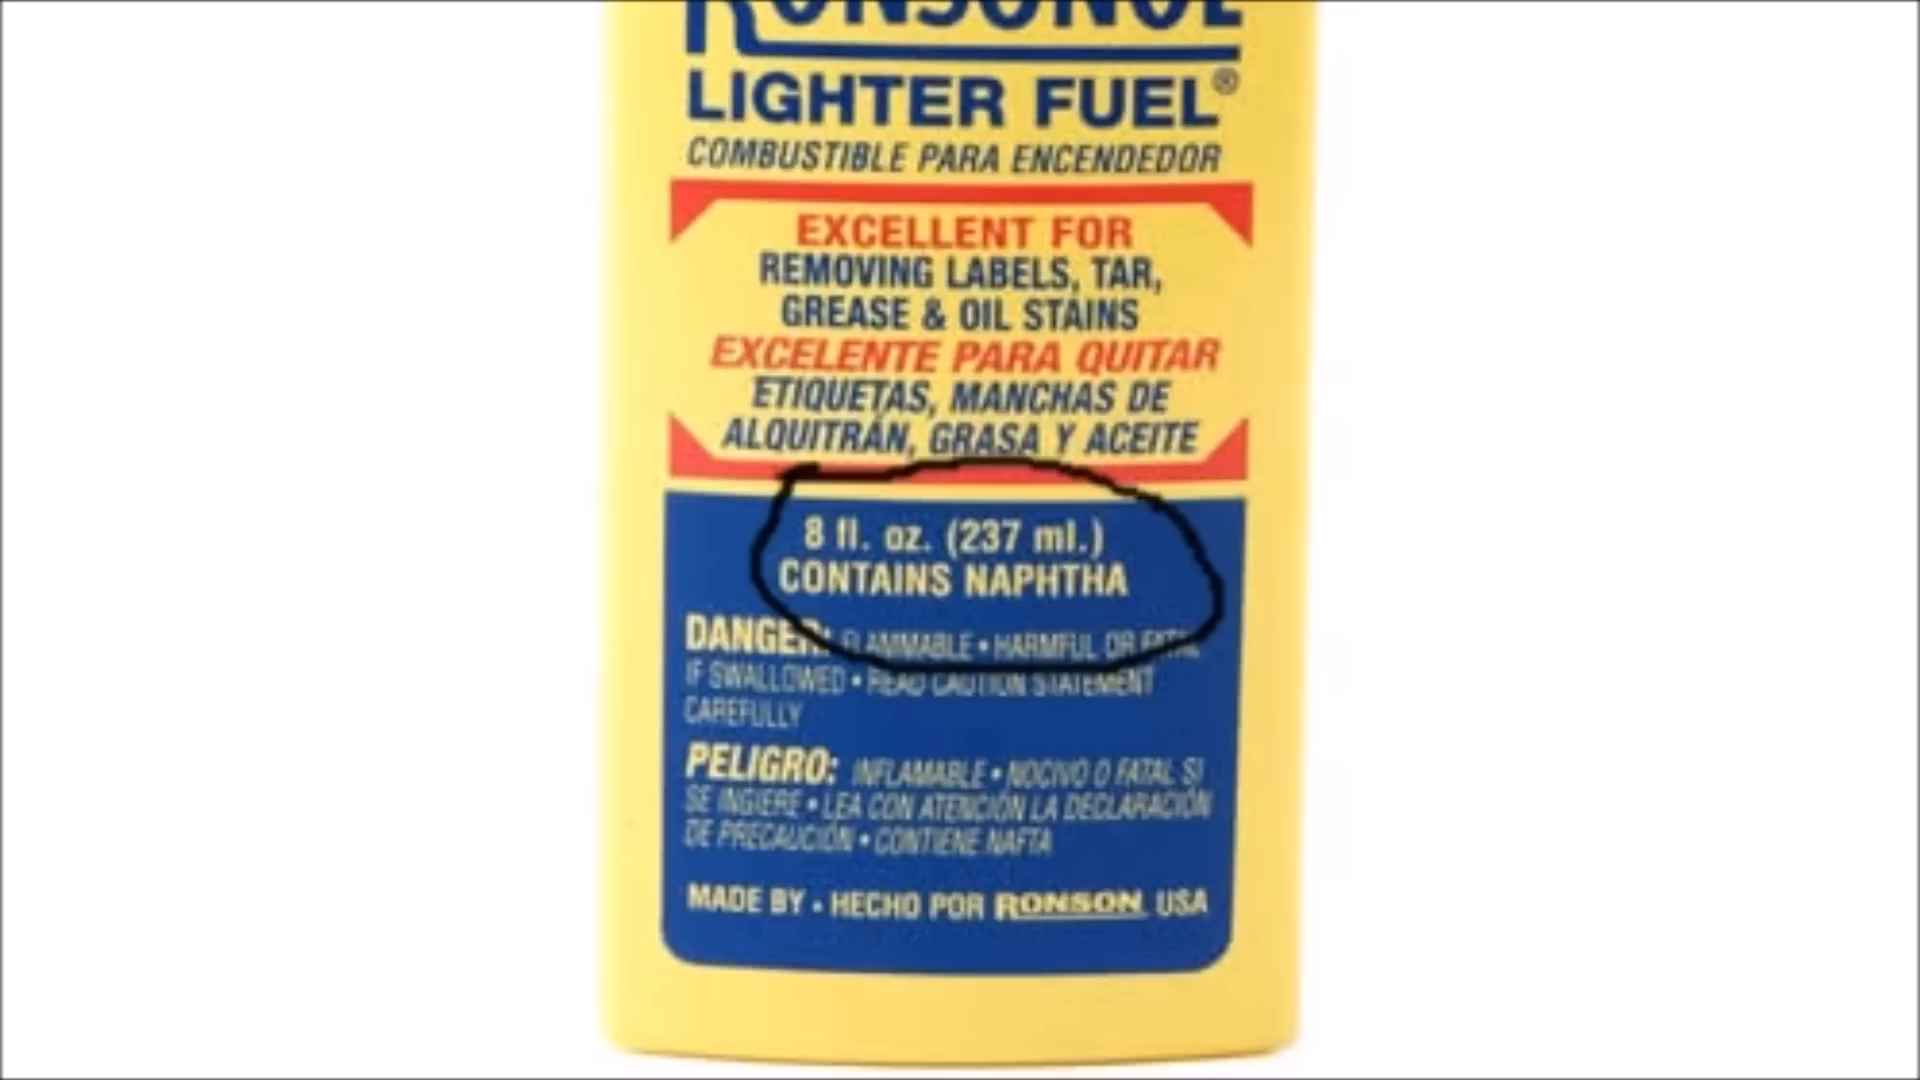 RONSONOL
LIGHTER FUEL®
COMBUSTIBLE PARA ENCENDEDOR
EXCELLENT FOR
REMOVING LABELS, TAR,
GREASE & OIL STAINS
EXCELENTE PARA QUITAR
ETIQUETAS, MANCHAS DE
ALQUITRÁN, GRASA Y ACEITE
8 fl. oz. (237 ml.)
CONTAINS NAPHTHA
DANGER: FLAMMABLE • HARMFUL OR FATAL
IF SWALLOWED • READ CAUTION STATEMENT
CAREFULLY
PELIGRO: INFLAMABLE • NOCIVO O FATAL SI
SE INGIERE • LEA CON ATENCIÓN LA DECLARACIÓN
DE PRECAUCIÓN • CONTIENE NAFTA
MADE BY • HECHO POR RONSON USA